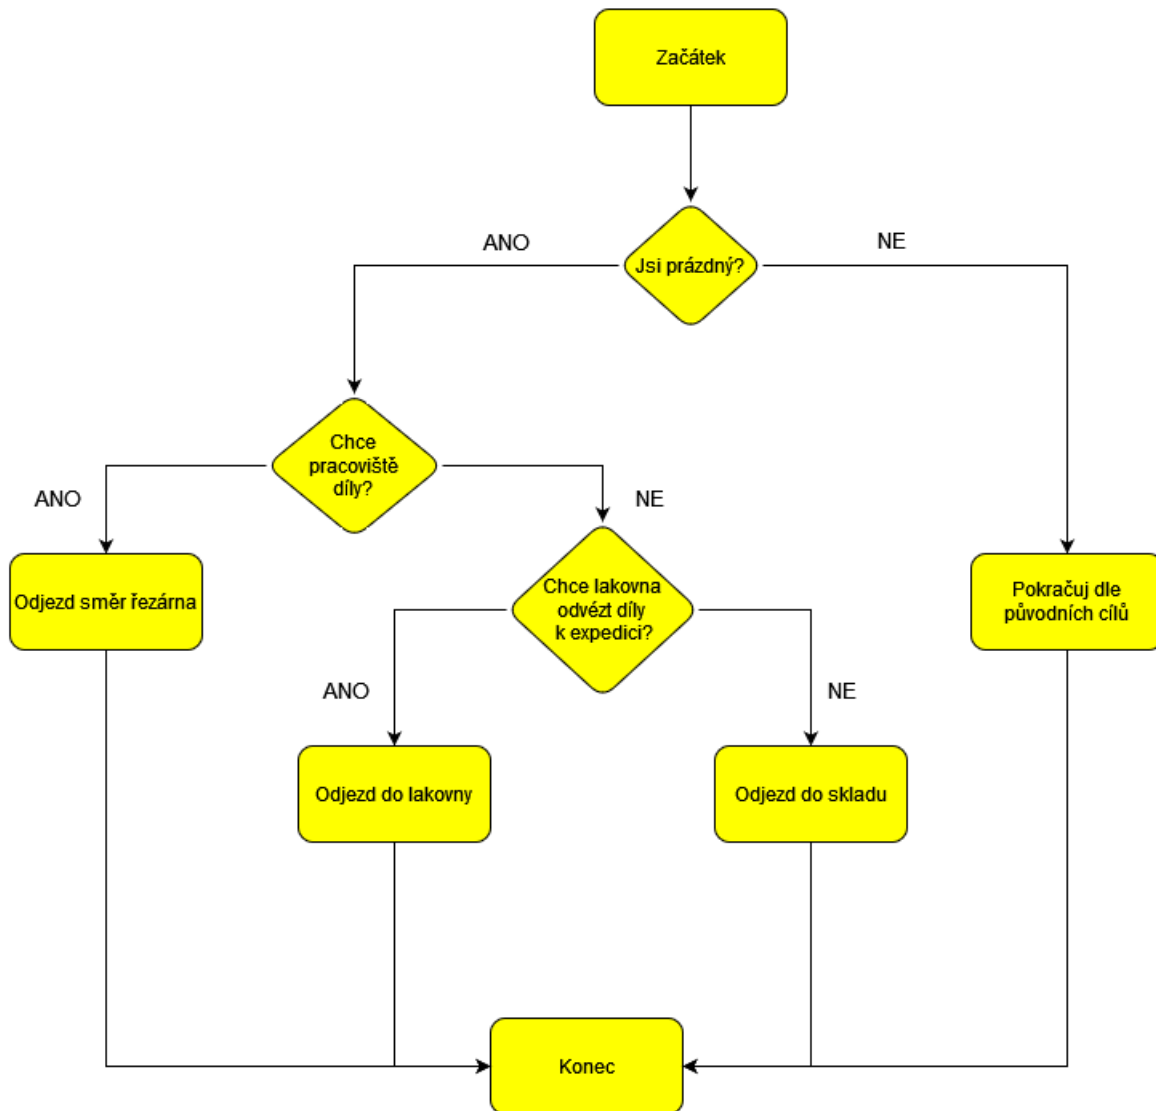 Začátek
ANO
NE
Jsi prázdný?
Chce
pracoviště
díly?
ANO
NE
Odjezd směr řezárna
Chce lakovna
odvézt díly
k expedici?
Pokračuj dle
původních cílů
ANO
NE
Odjezd do lakovny
Odjezd do skladu
Konec